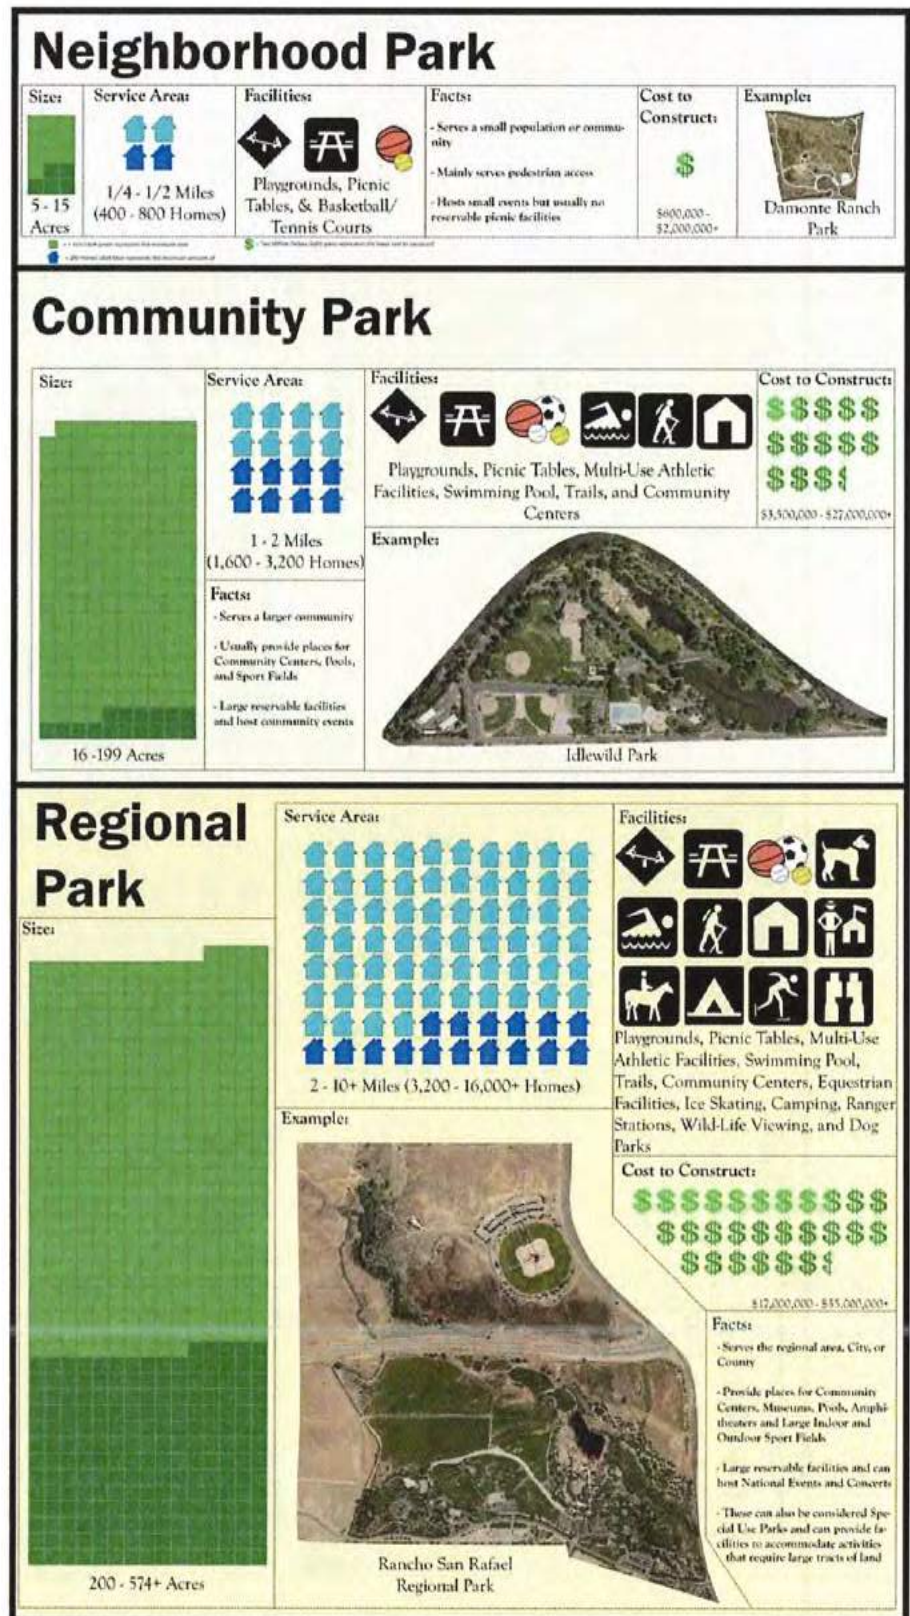 Neighborhood Park
Size:
5 - 15
Acres
Service Area:
1/4 - 1/2 Miles
(400 - 800 Homes)
Facilities:
Playgrounds, Picnic
Tables, & Basketball/
Tennis Courts
Facts:
- Serves a small population or commu-
nity
- Mainly serves pedestrian access
- Hosts small events but usually no
reservable picnic facilities
Cost to
Construct:
$
$600,000 -
$2,000,000+
Example:
Damonte Ranch
Park
Community Park
Size:
16 -199 Acres
Service Area:
1 - 2 Miles
(1,600 - 3,200 Homes)
Facts:
- Serves a larger community
- Usually provide places for
Community Centers, Pools,
and Sport Fields
- Large reservable facilities
and host community events
Facilities:
Playgrounds, Picnic Tables, Multi-Use Athletic
Facilities, Swimming Pool, Trails, and Community
Centers
Cost to Construct:
$ $ $ $ $
$ $ $ $ $
$ $ $
$3,500,000 - $27,000,000+
Example:
Idlewild Park
Regional
Park
Size:
200 - 574+ Acres
Service Area:
2 - 10+ Miles (3,200 - 16,000+ Homes)
Example:
Rancho San Rafael
Regional Park
Facilities:
Playgrounds, Picnic Tables, Multi-Use
Athletic Facilities, Swimming Pool,
Trails, Community Centers, Equestrian
Facilities, Ice Skating, Camping, Ranger
Stations, Wild-Life Viewing, and Dog
Parks
Cost to Construct:
$ $ $ $ $ $ $ $ $ $ $
$ $ $ $ $ $ $ $ $ $
$ $ $ $ $ $
$17,000,000 - $55,000,000+
Facts:
- Serves the regional area, City, or
County
- Provide places for Community
Centers, Museums, Pools, Amphi-
theaters and Large Indoor and
Outdoor Sport Fields
- Large reservable facilities and can
host National Events and Concerts
- These can also be considered Spe-
cial Use Parks and can provide fa-
cilities to accommodate activities
that require large tracts of land